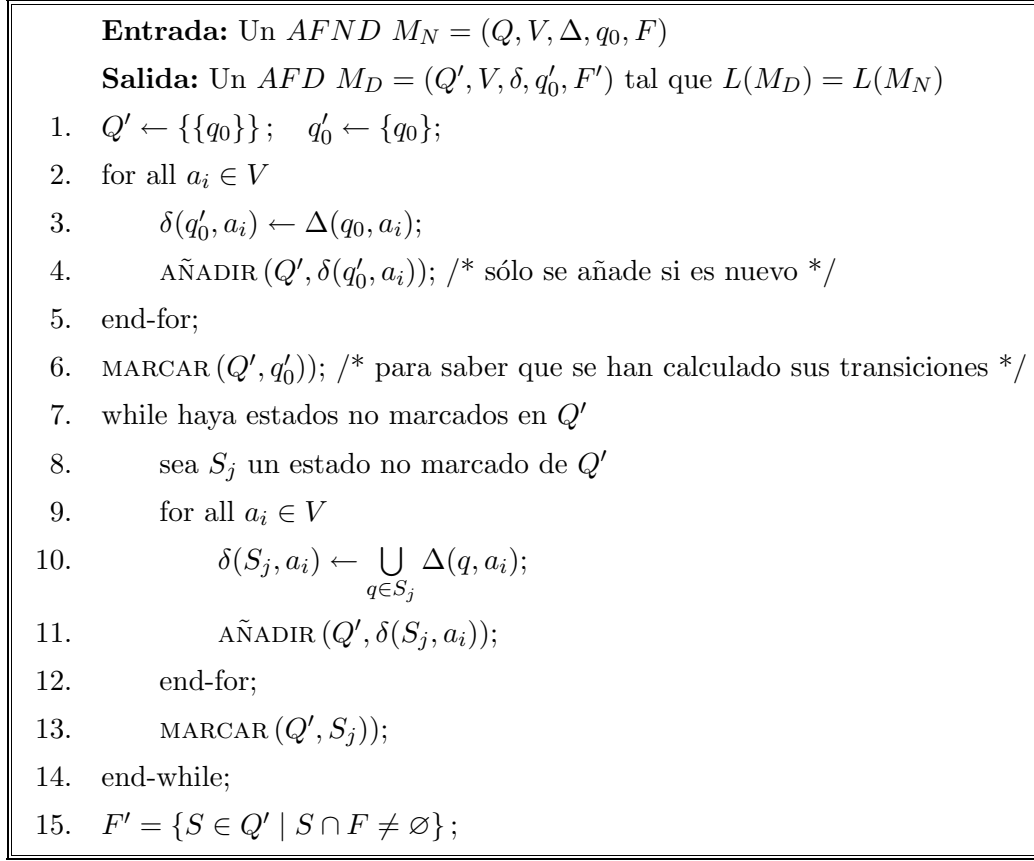 Entrada: Un AFND M_N = (Q, V, Δ, q_0, F)
Salida: Un AFD M_D = (Q′, V, δ, q′_0, F′) tal que L(M_D) = L(M_N)
1. Q′ ← {{q_0}} ; q′_0 ← {q_0};
2. for all a_i ∈ V
3. δ(q′_0, a_i) ← Δ(q_0, a_i);
4. AÑADIR (Q′, δ(q′_0, a_i)); /* sólo se añade si es nuevo */
5. end-for;
6. MARCAR (Q′, q′_0)); /* para saber que se han calculado sus transiciones */
7. while haya estados no marcados en Q′
8. sea S_j un estado no marcado de Q′
9. for all a_i ∈ V
10. δ(S_j, a_i) ← ⋃_{q∈S_j} Δ(q, a_i);
11. AÑADIR (Q′, δ(S_j, a_i));
12. end-for;
13. MARCAR (Q′, S_j));
14. end-while;
15. F′ = {S ∈ Q′ | S ∩ F ≠ ∅} ;